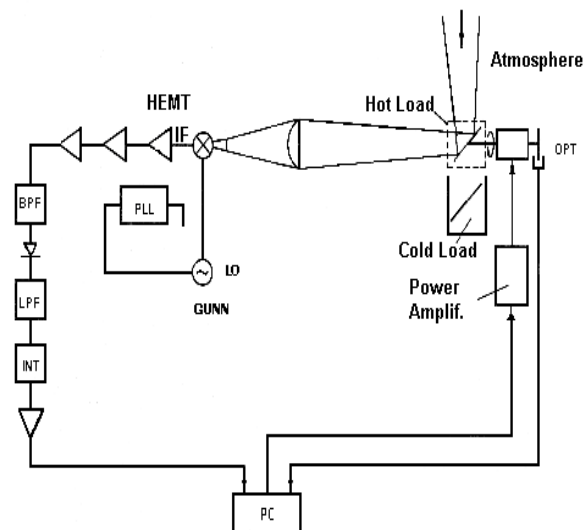 Atmosphere
HEMT
Hot Load
IF
OPT
BPF
PLL
Cold Load
LO
Power
Amplif.
GUNN
LPF
INT
PC